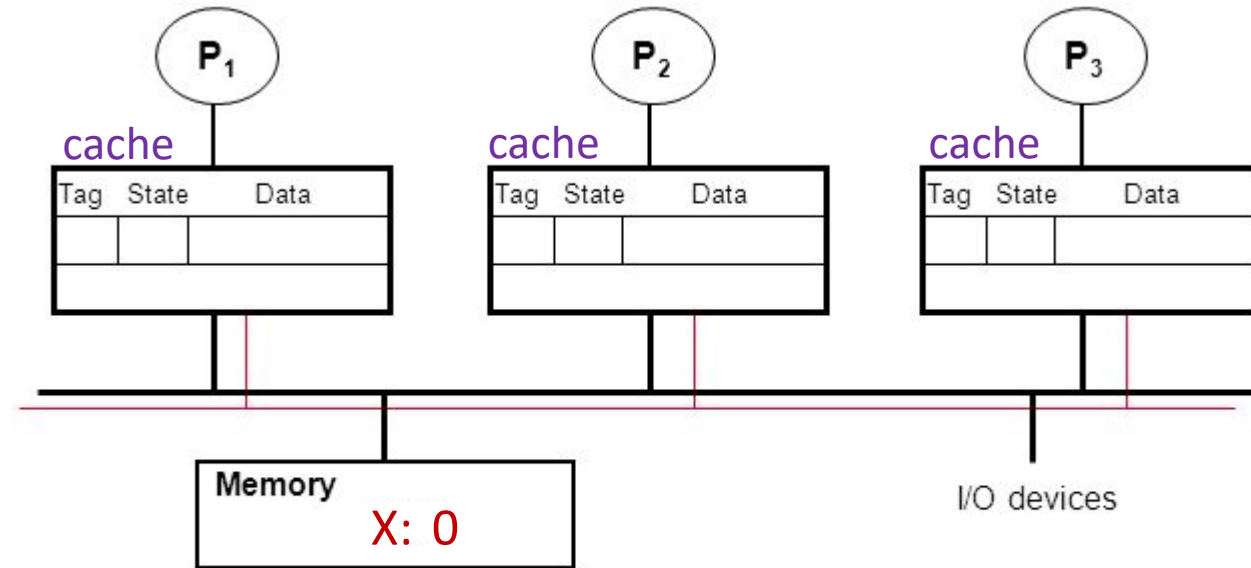 P₁ P₂ P₃
cache cache cache
Tag State Data Tag State Data Tag State Data
Memory
X: 0
I/O devices